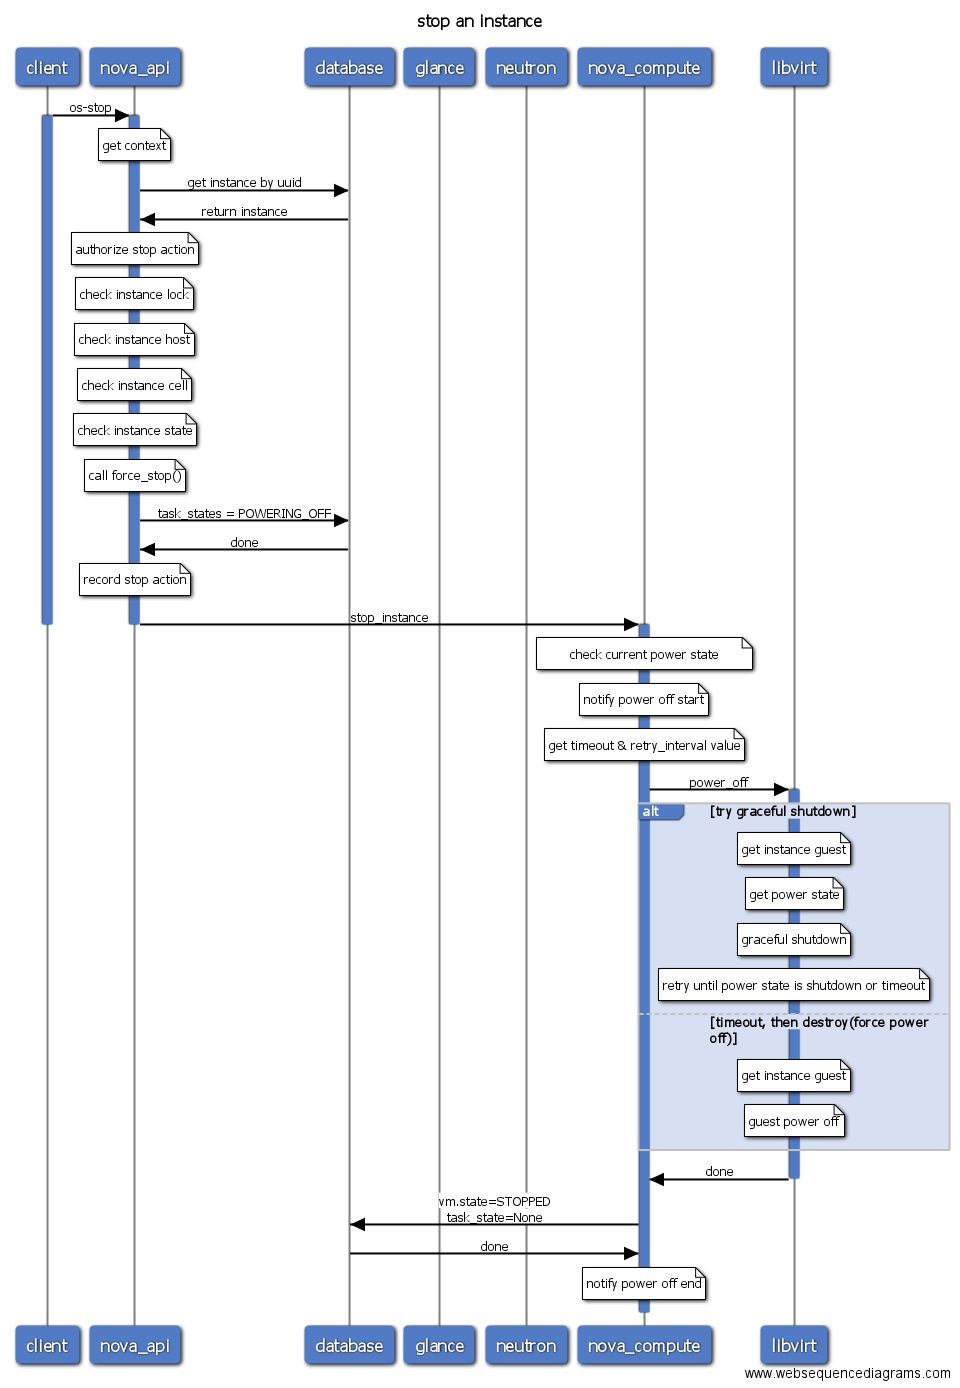 stop an instance
client
nova_api
database
glance
neutron
nova_compute
libvirt
os-stop
get context
get instance by uuid
return instance
authorize stop action
check instance lock
check instance host
check instance cell
check instance state
call force_stop()
task_states = POWERING_OFF
done
record stop action
stop_instance
check current power state
notify power off start
get timeout & retry_interval value
power_off
alt
[try graceful shutdown]
get instance guest
get power state
graceful shutdown
retry until power state is shutdown or timeout
[timeout, then destroy(force power
off)]
get instance guest
guest power off
done
vm.state=STOPPED
task_state=None
done
notify power off end
client
nova_api
database
glance
neutron
nova_compute
libvirt
www.websequencediagrams.com